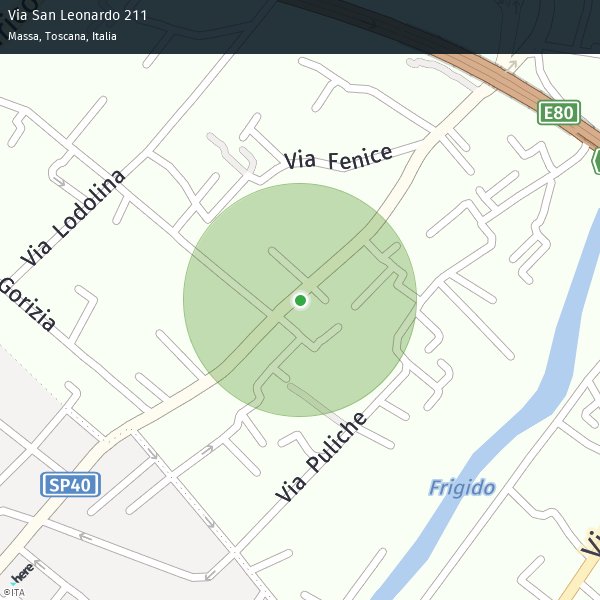 Via San Leonardo 211
Massa, Toscana, Italia
E80
Via Fenice
Via Lodolina
Gorizia
Via Puliche
SP40
Frigido
Vi
here
©ITA